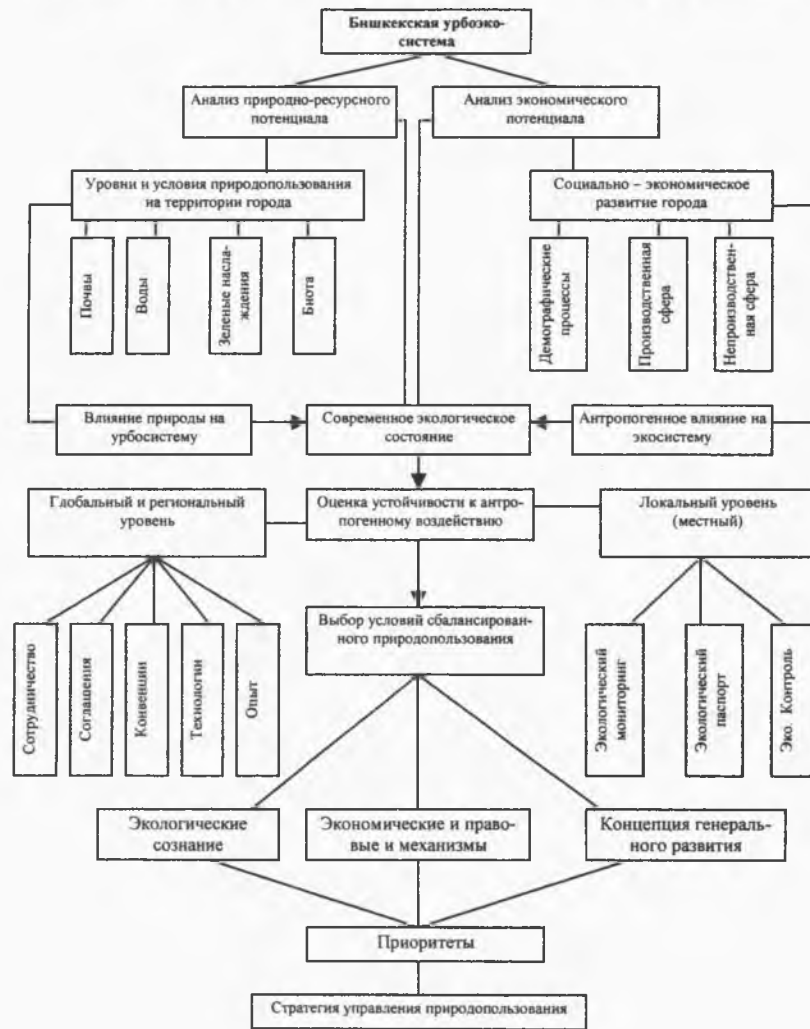 Бишкекская урбоэко-
система
Анализ природно-ресурсного
потенциала
Анализ экономического
потенциала
Уровни и условия природопользования
на территории города
Социально – экономическое
развитие города
Почвы
Воды
Зеленые насла-
ждения
Биота
Демографические
процессы
Производственная
сфера
Непроизводствен-
ная сфера
Влияние природы на
урбосистему
Современное экологическое
состояние
Антропогенное влияние на
экосистему
Глобальный и региональный
уровень
Оценка устойчивости к антро-
погенному воздействию
Локальный уровень
(местный)
Выбор условий сбалансирован-
ного природопользования
Сотрудничество
Соглашения
Конвенции
Технологии
Опыт
Экологический
мониторинг
Экологический
паспорт
Эко. Контроль
Экологические
сознание
Экономические и право-
вые и механизмы
Концепция генераль-
ного развития
Приоритеты
Стратегия управления природопользования